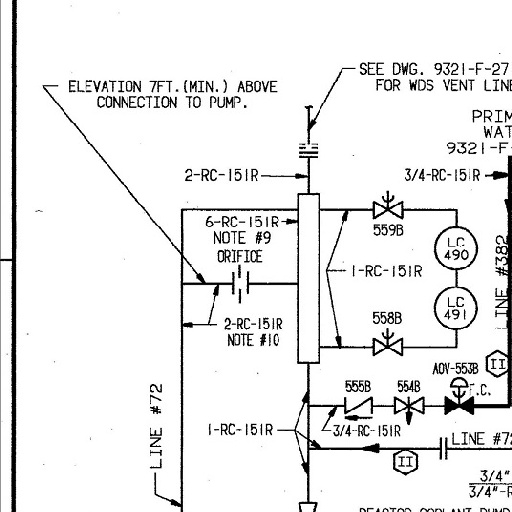 SEE DWG. 9321-F-27
FOR WDS VENT LINE
ELEVATION 7FT.(MIN.) ABOVE
CONNECTION TO PUMP.
PRIM
WAT
9321-F-
2-RC-151R
3/4-RC-151R
6-RC-151R
NOTE #9
ORIFICE
559B
LC
490
1-RC-151R
LINE #382
LC
491
2-RC-151R
NOTE #10
558B
AOV-553B
II
F.C.
555B
554B
LINE #72
1-RC-151R
3/4-RC-151R
LINE #72
II
3/4"
3/4"-R
REACTOR COOLANT PUMP